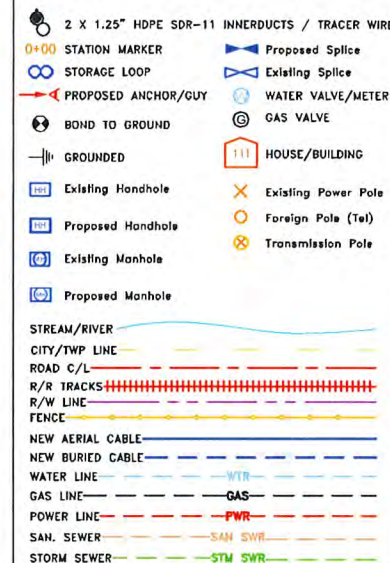 2 X 1.25" HDPE SDR-11 INNERDUCTS / TRACER WIRE
0+00 STATION MARKER
Proposed Splice
STORAGE LOOP
Existing Splice
PROPOSED ANCHOR/GUY
WATER VALVE/METER
BOND TO GROUND
G GAS VALVE
GROUNDED
111 HOUSE/BUILDING
HH Existing Handhole
Existing Power Pole
HH Proposed Handhole
Foreign Pole (Tel)
Existing Manhole
Transmission Pole
Proposed Manhole
STREAM/RIVER
CITY/TWP LINE
ROAD C/L
R/R TRACKS
R/W LINE
FENCE
NEW AERIAL CABLE
NEW BURIED CABLE
WATER LINE WTR
GAS LINE GAS
POWER LINE PWR
SAN. SEWER SAN SWR
STORM SEWER STM SWR